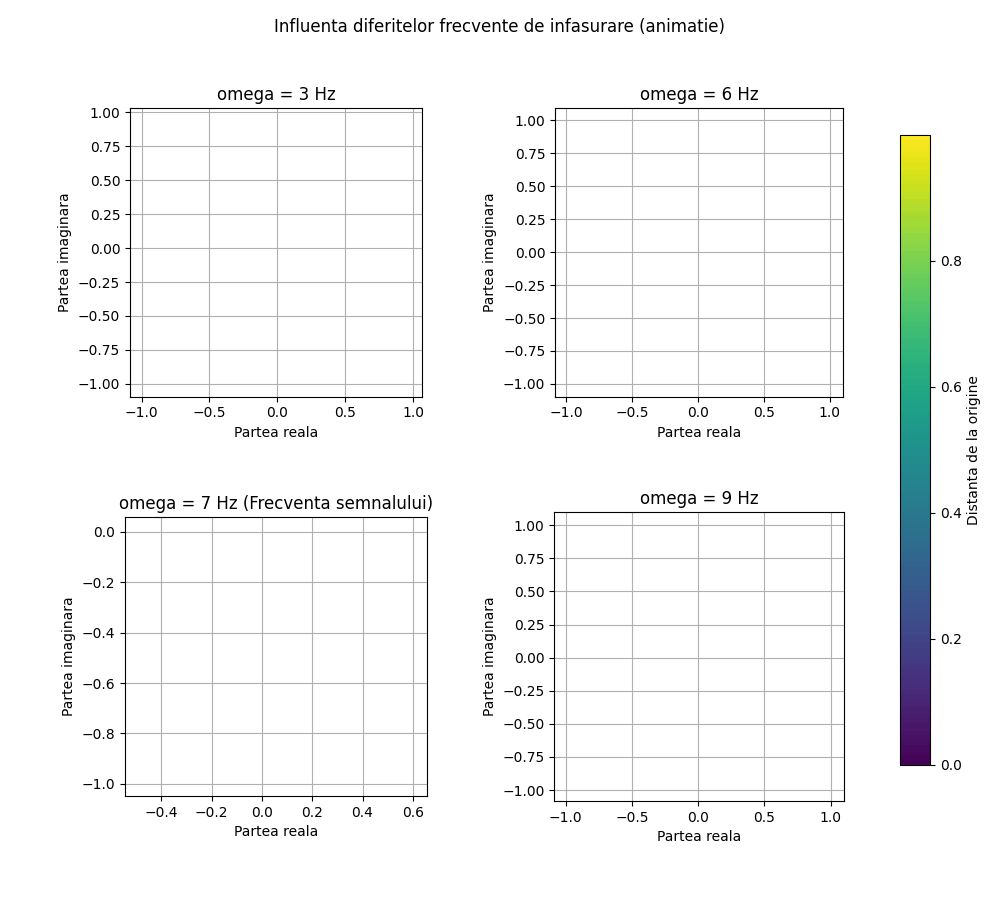 Influenta diferitelor frecvente de infasurare (animatie)
omega = 3 Hz
1.00
0.75
0.50
0.25
0.00
−0.25
−0.50
−0.75
−1.00
Partea imaginara
−1.0 −0.5 0.0 0.5 1.0
Partea reala
omega = 6 Hz
1.00
0.75
0.50
0.25
0.00
−0.25
−0.50
−0.75
−1.00
Partea imaginara
−1.0 −0.5 0.0 0.5 1.0
Partea reala
omega = 7 Hz (Frecventa semnalului)
0.0
−0.2
−0.4
−0.6
−0.8
−1.0
Partea imaginara
−0.4 −0.2 0.0 0.2 0.4 0.6
Partea reala
omega = 9 Hz
1.00
0.75
0.50
0.25
0.00
−0.25
−0.50
−0.75
−1.00
Partea imaginara
−1.0 −0.5 0.0 0.5 1.0
Partea reala
0.8
0.6
0.4
0.2
0.0
Distanta de la origine